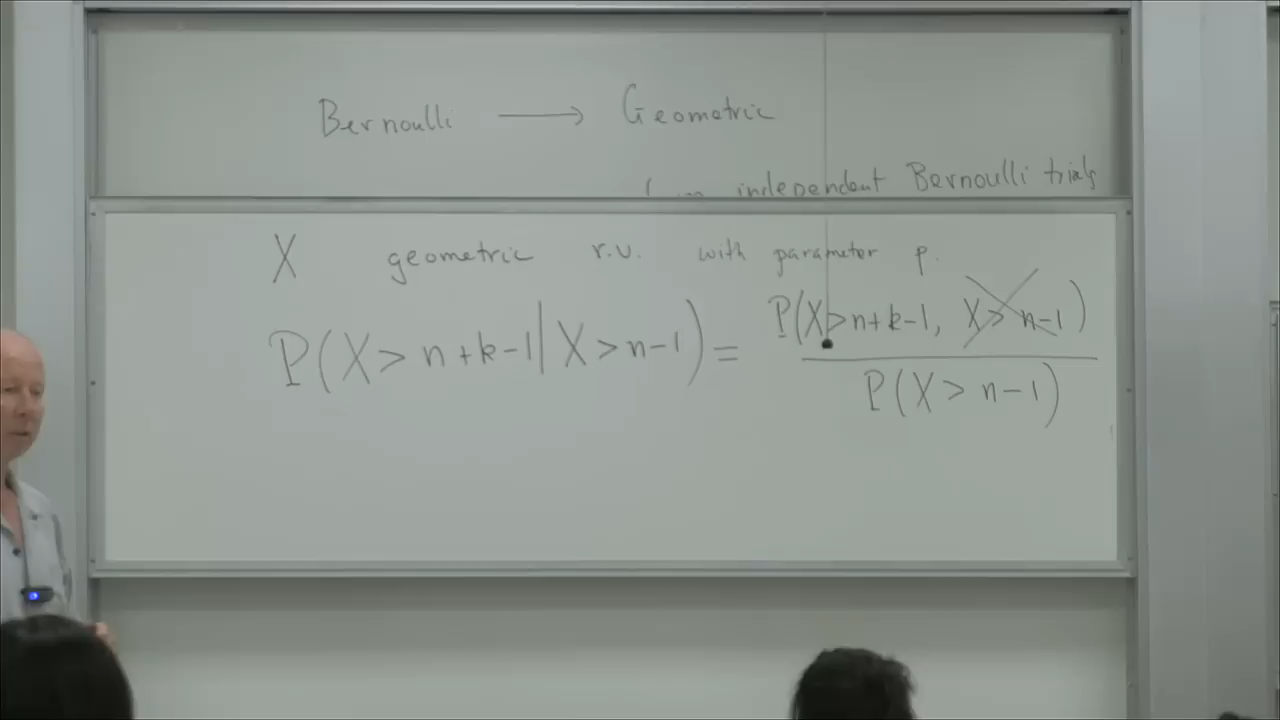 Bernoulli ⟶ Geometric
independent Bernoulli trials
X geometric r.v. with parameter p.
P(X > n+k-1, X > n-1)
P(X > n+k-1 | X > n-1) =
P(X > n-1)